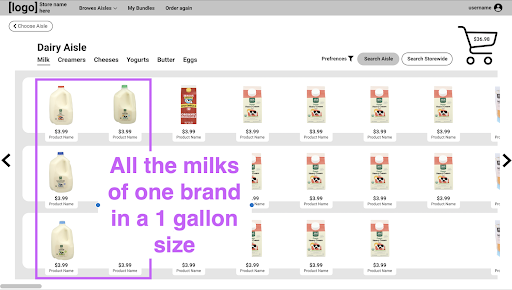 [logo] Store name here Browse Aisles My Bundles Order again username
Choose Aisle
$36.98
Dairy Aisle
Milk Creamers Cheeses Yogurts Butter Eggs Prefrences Search Aisle Search Storewide
$3.99 $3.99 $3.99 $3.99 $3.99 $3.99 $3.99
Product Name Product Name Product Name Product Name Product Name Product Name Product Name
All the milks
of one brand
in a 1 gallon
size
$3.99 $3.99 $3.99 $3.99
Product Name Product Name Product Name Product Name
$3.99 $3.99 $3.99 $3.99 $3.99 $3.99
Product Name Product Name Product Name Product Name Product Name Product Name